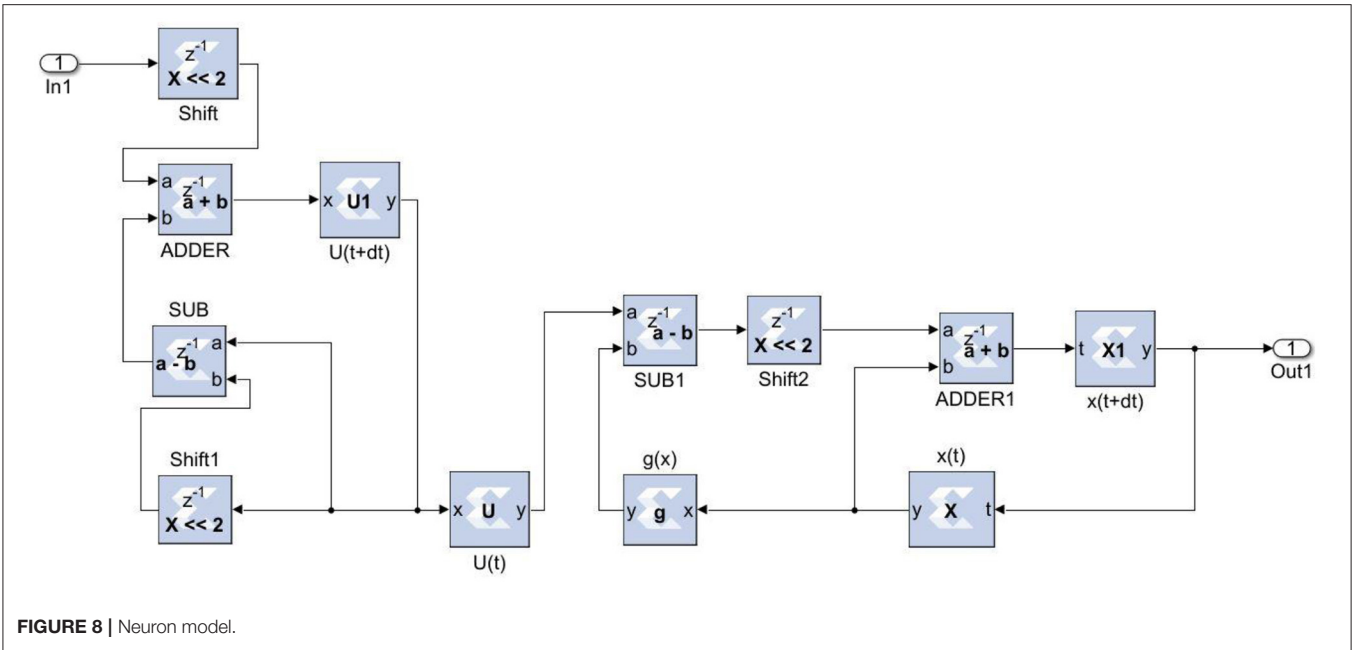 1
In1
z⁻¹
X << 2
Shift
a
b
z⁻¹
a + b
ADDER
x U1 y
U(t+dt)
SUB
z⁻¹
a - b
a
b
Shift1
z⁻¹
X << 2
x U y
U(t)
a
b
z⁻¹
a - b
SUB1
z⁻¹
X << 2
Shift2
g(x)
y g x
a
b
z⁻¹
a + b
ADDER1
t X1 y
x(t+dt)
x(t)
y X t
1
Out1
FIGURE 8 | Neuron model.